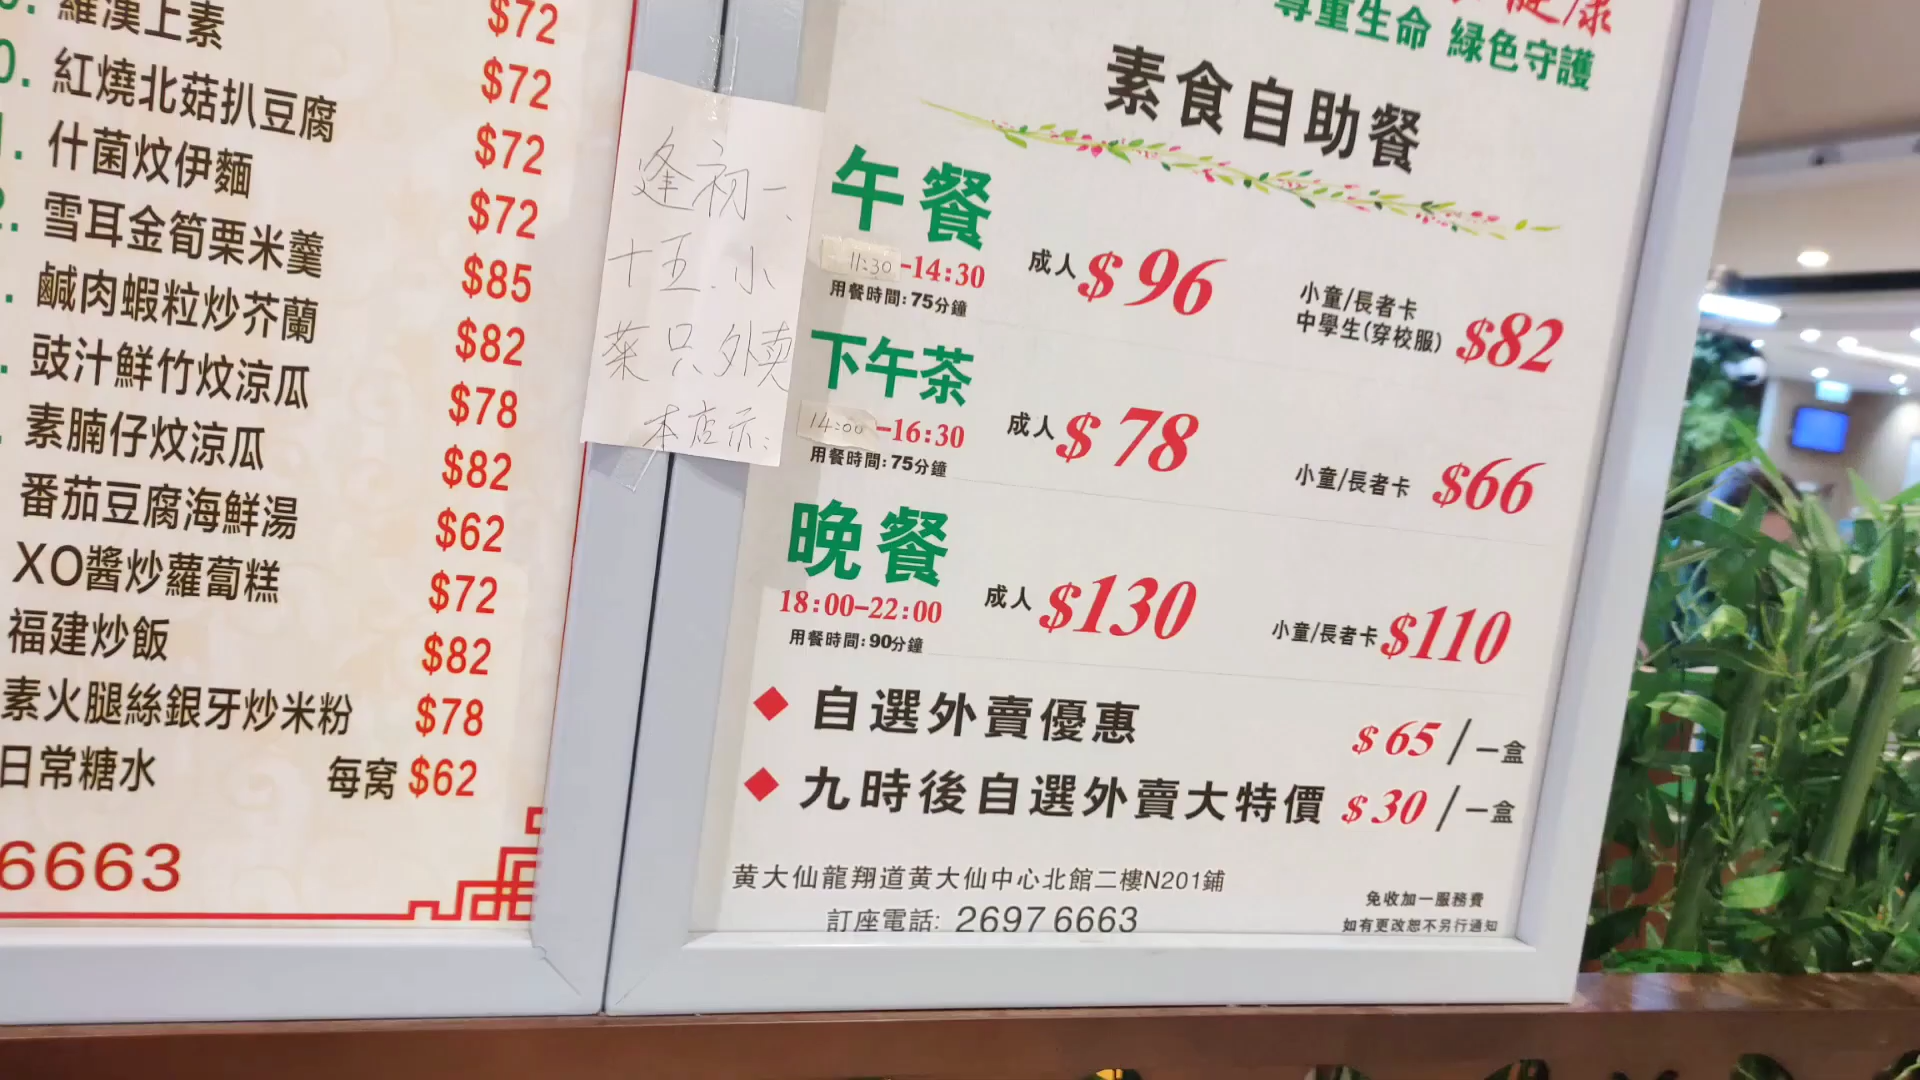 羅漢上素 $72
紅燒北菇扒豆腐 $72
什菌炆伊麵 $72
雪耳金筍粟米羹 $72
鹹肉蝦粒炒芥蘭 $85
豉汁鮮竹炆涼瓜 $82
素腩仔炆涼瓜 $78
番茄豆腐海鮮湯 $82
XO醬炒蘿蔔糕 $62
福建炒飯 $72
素火腿絲銀牙炒米粉 $82
日常糖水 $78
每窝 $62
6663
逢初一、
十五.小
菜只外卖
本店示:
健康
尊重生命 緑色守護
素食自助餐
午餐
11:30-14:30
用餐時間:75分鐘
成人 $96
小童/長者卡
中學生(穿校服) $82
下午茶
14:00-16:30
用餐時間:75分鐘
成人 $78
小童/長者卡 $66
晚餐
18:00-22:00
用餐時間:90分鐘
成人 $130
小童/長者卡 $110
自選外賣優惠 $65/一盒
九時後自選外賣大特價 $30/一盒
黄大仙龍翔道黄大仙中心北館二樓N201鋪
訂座電話: 2697 6663
免收加一服務費
如有更改恕不另行通知